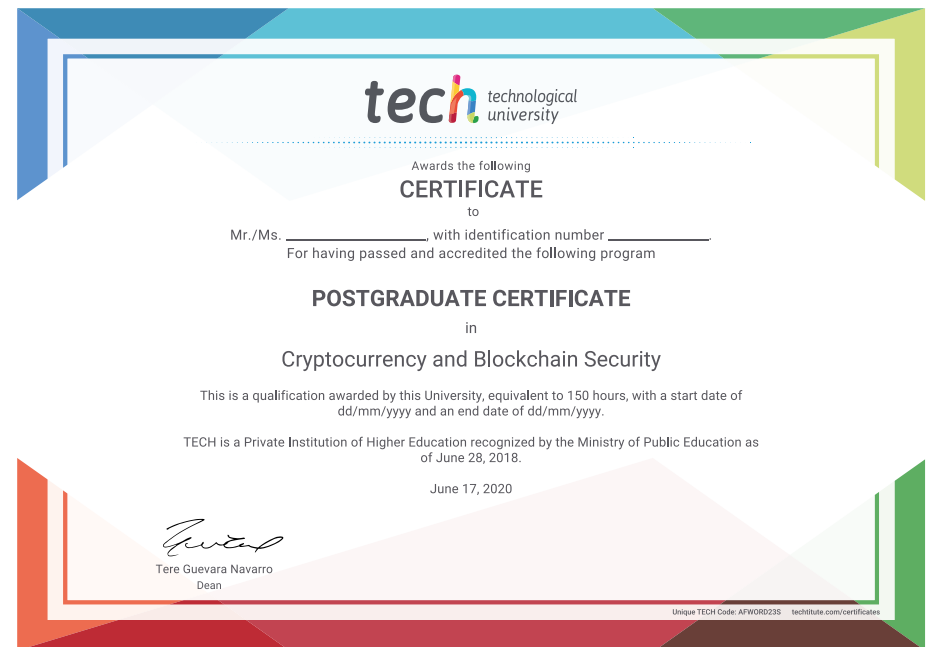 tech technological
university
Awards the following
CERTIFICATE
to
Mr./Ms. ____________________, with identification number ______________.
For having passed and accredited the following program
POSTGRADUATE CERTIFICATE
in
Cryptocurrency and Blockchain Security
This is a qualification awarded by this University, equivalent to 150 hours, with a start date of
dd/mm/yyyy and an end date of dd/mm/yyyy.
TECH is a Private Institution of Higher Education recognized by the Ministry of Public Education as
of June 28, 2018.
June 17, 2020
Tere Guevara Navarro
Dean
Unique TECH Code: AFWORD23S techtitute.com/certificates